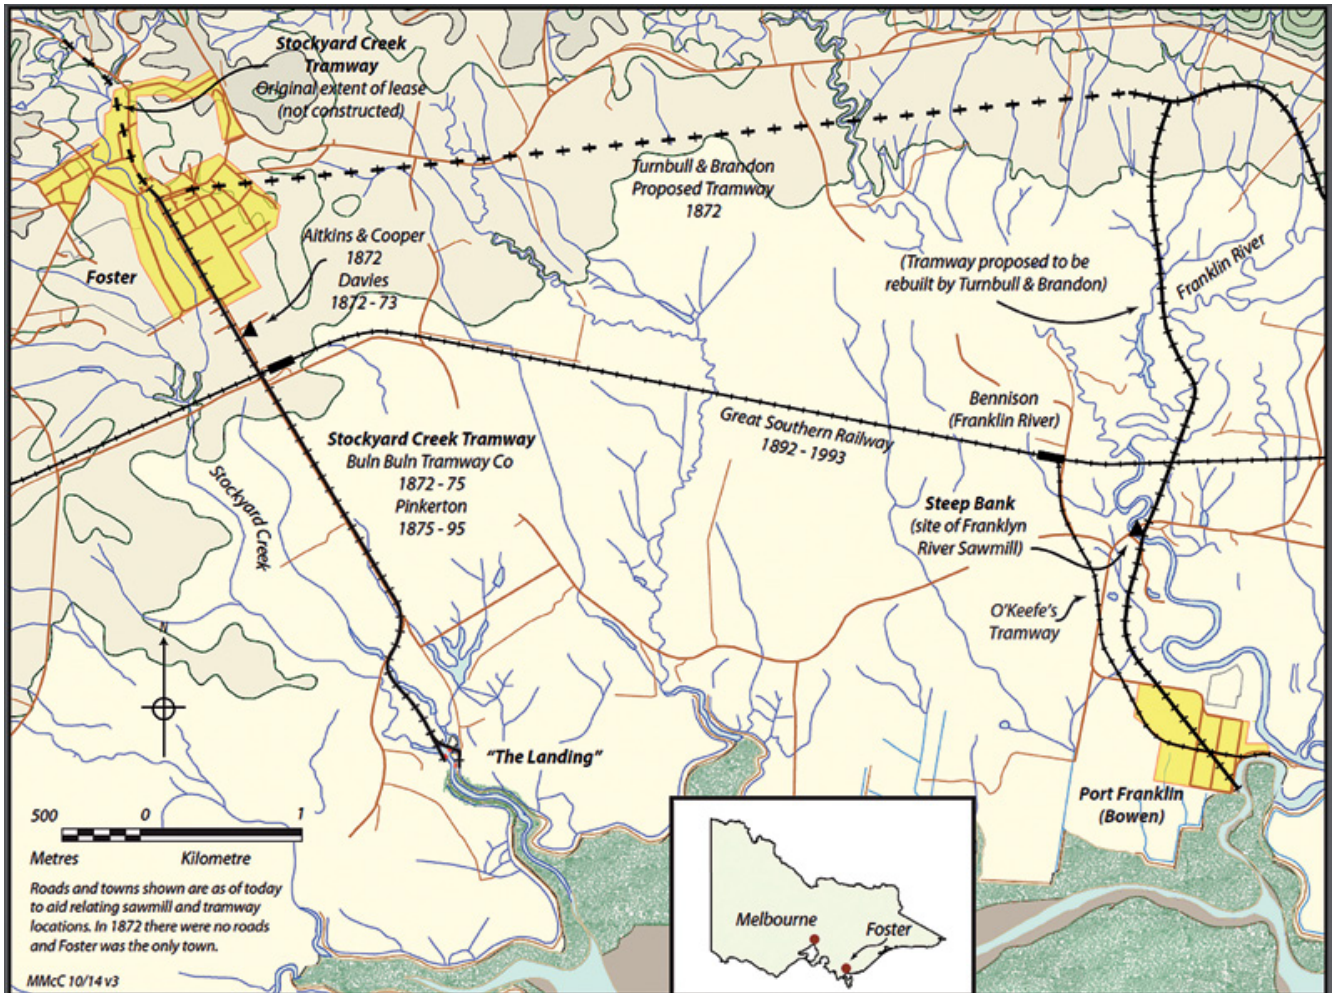 Stockyard Creek
Tramway
Original extent of lease
(not constructed)
Turnbull & Brandon
Proposed Tramway
1872
Aitkins & Cooper
1872
Davies
1872 - 73
Foster
(Tramway proposed to be
rebuilt by Turnbull & Brandon)
Franklin River
Bennison
(Franklin River)
Great Southern Railway
1892 - 1993
Stockyard Creek Tramway
Buln Buln Tramway Co
1872 - 75
Pinkerton
1875 - 95
Stockyard Creek
Steep Bank
(site of Franklyn
River Sawmill)
O'Keefe's
Tramway
N
"The Landing"
Port Franklin
(Bowen)
500 0 1
Metres Kilometre
Roads and towns shown are as of today
to aid relating sawmill and tramway
locations. In 1872 there were no roads
and Foster was the only town.
MMcC 10/14 v3
Melbourne
Foster